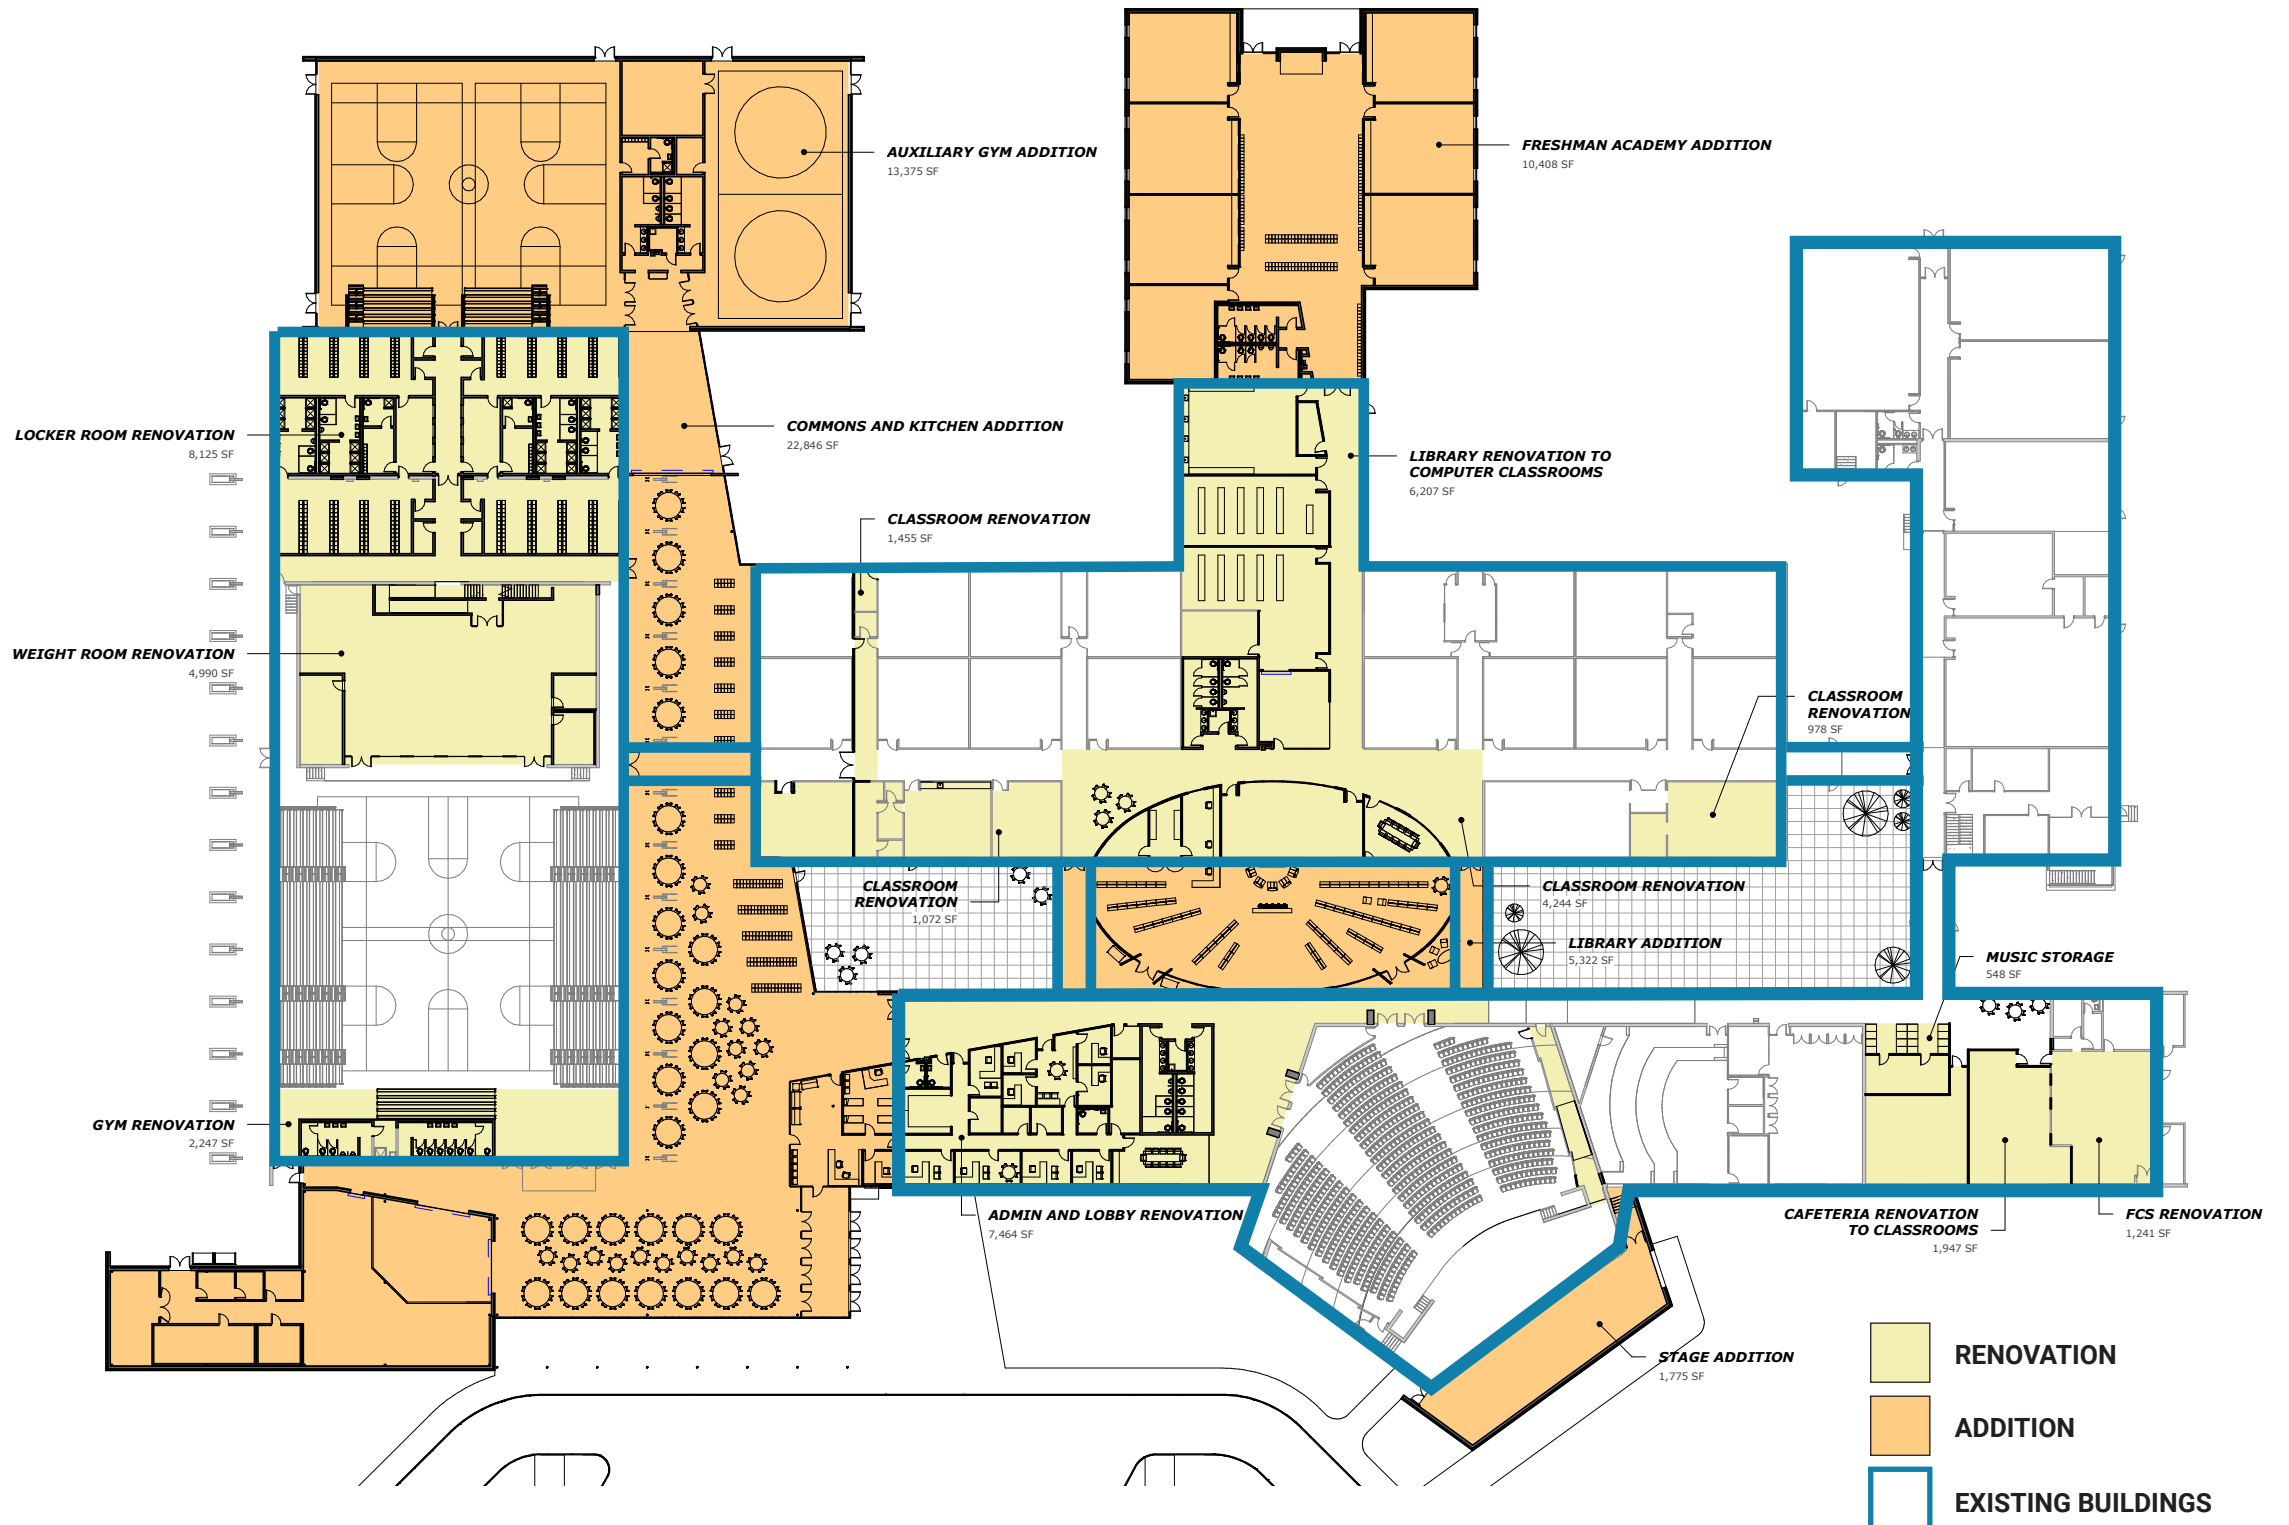 AUXILIARY GYM ADDITION
13,375 SF
FRESHMAN ACADEMY ADDITION
10,408 SF
LOCKER ROOM RENOVATION
8,125 SF
COMMONS AND KITCHEN ADDITION
22,846 SF
LIBRARY RENOVATION TO
COMPUTER CLASSROOMS
6,207 SF
CLASSROOM RENOVATION
1,455 SF
WEIGHT ROOM RENOVATION
4,990 SF
CLASSROOM
RENOVATION
978 SF
CLASSROOM
RENOVATION
1,072 SF
CLASSROOM RENOVATION
4,244 SF
LIBRARY ADDITION
5,322 SF
MUSIC STORAGE
548 SF
GYM RENOVATION
2,247 SF
ADMIN AND LOBBY RENOVATION
7,464 SF
CAFETERIA RENOVATION
TO CLASSROOMS
1,947 SF
FCS RENOVATION
1,241 SF
STAGE ADDITION
1,775 SF
RENOVATION
ADDITION
EXISTING BUILDINGS